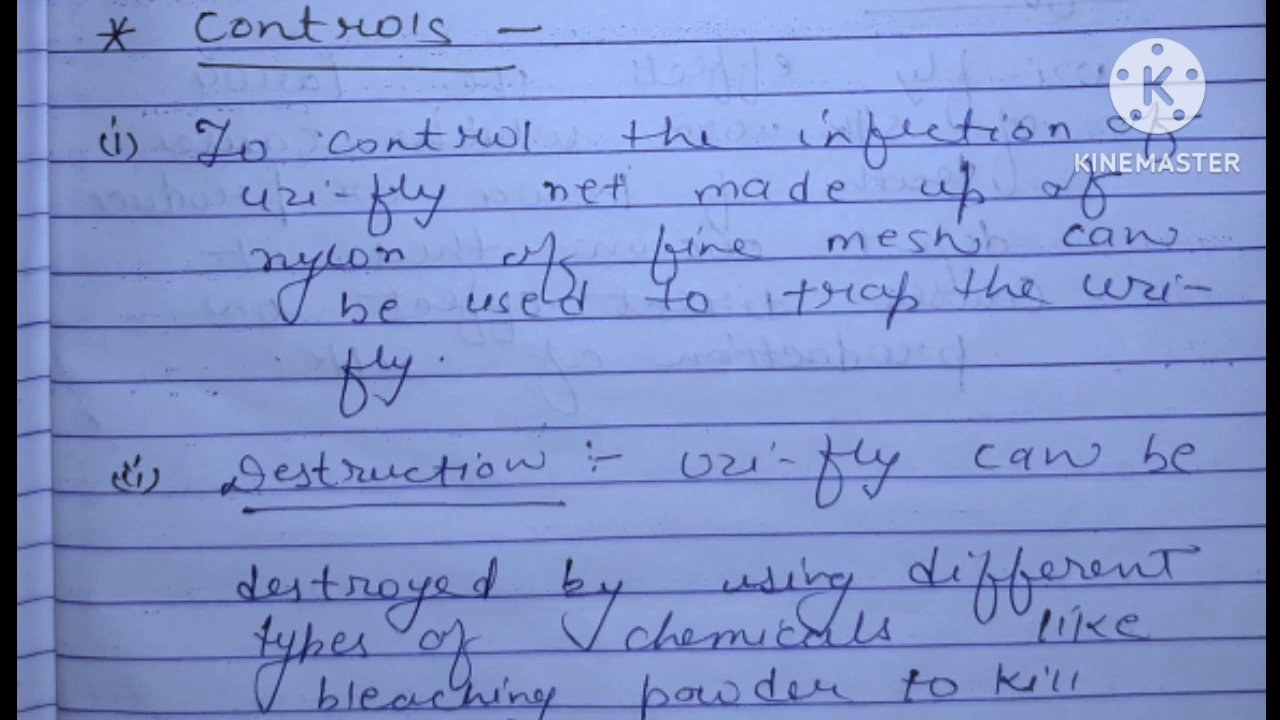 * Controls -
(i) To control the infection of
uzi-fly net made up of
nylon of fine mesh can
be used to trap the uzi-
fly.
(ii) Destruction :- uzi-fly can be
destroyed by using different
types of chemicals like
bleaching powder to kill
KINEMASTER